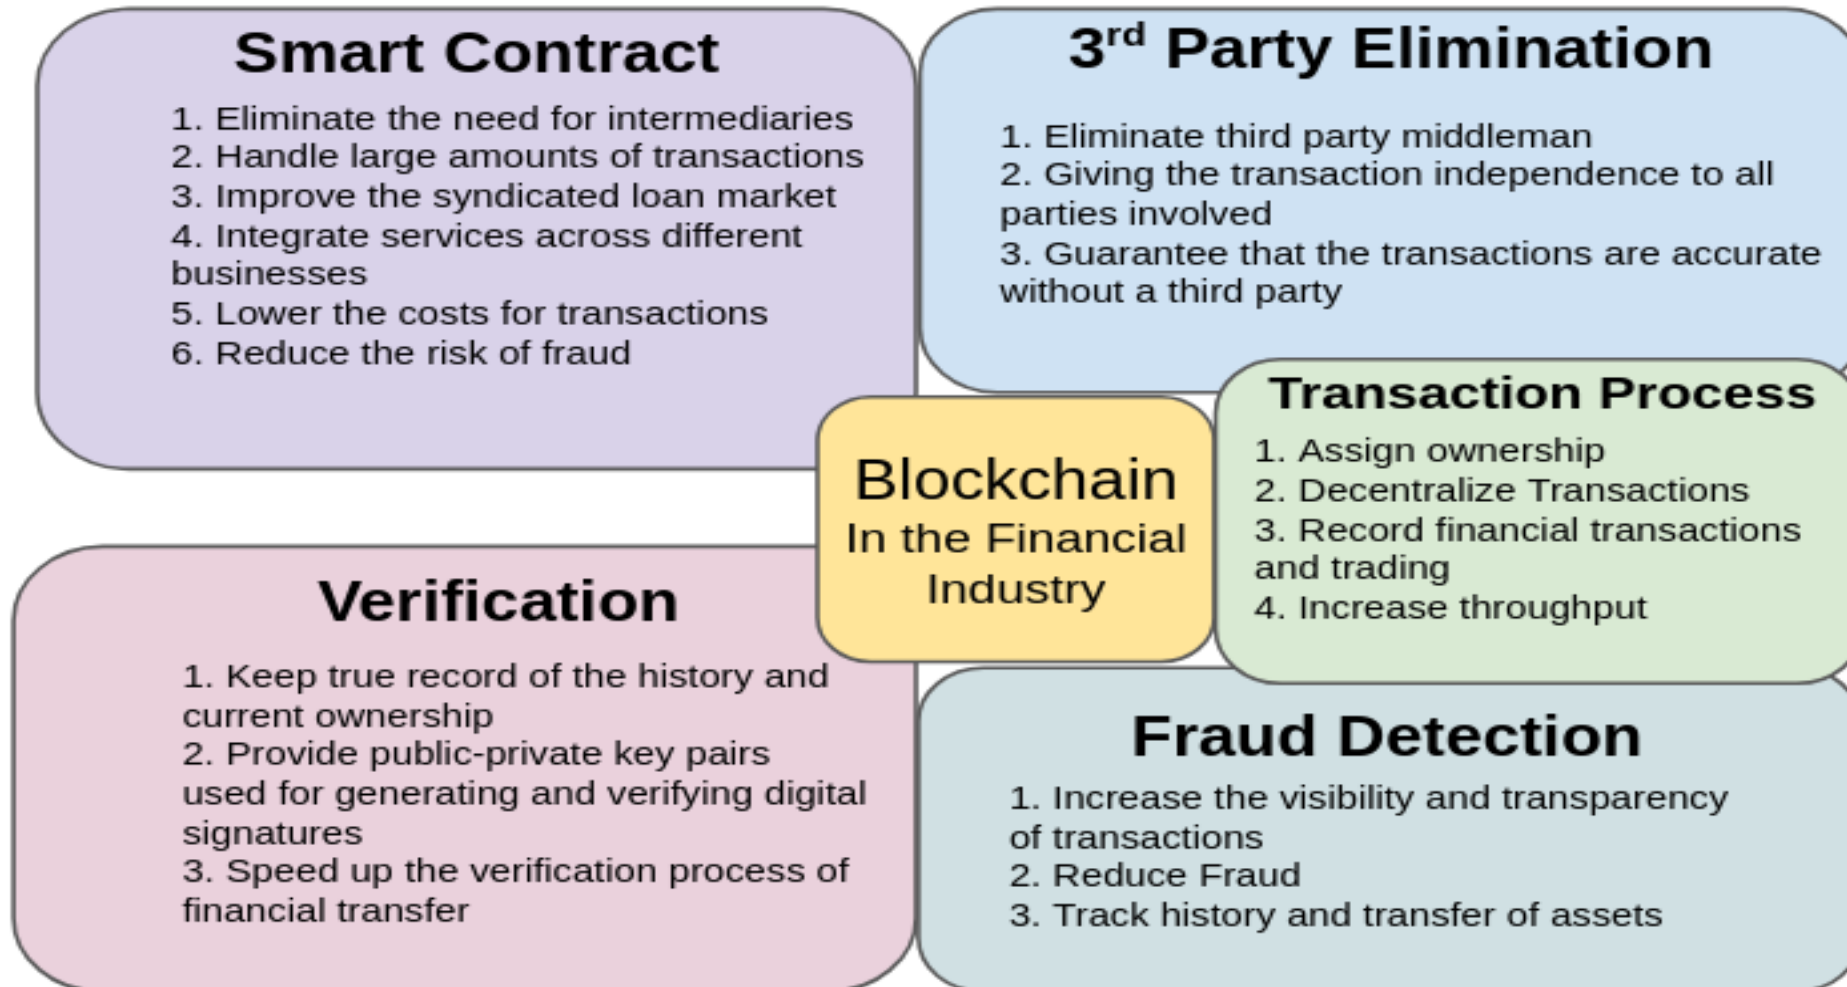 Smart Contract
1. Eliminate the need for intermediaries
2. Handle large amounts of transactions
3. Improve the syndicated loan market
4. Integrate services across different
businesses
5. Lower the costs for transactions
6. Reduce the risk of fraud
3rd Party Elimination
1. Eliminate third party middleman
2. Giving the transaction independence to all
parties involved
3. Guarantee that the transactions are accurate
without a third party
Blockchain
In the Financial
Industry
Transaction Process
1. Assign ownership
2. Decentralize Transactions
3. Record financial transactions
and trading
4. Increase throughput
Verification
1. Keep true record of the history and
current ownership
2. Provide public-private key pairs
used for generating and verifying digital
signatures
3. Speed up the verification process of
financial transfer
Fraud Detection
1. Increase the visibility and transparency
of transactions
2. Reduce Fraud
3. Track history and transfer of assets